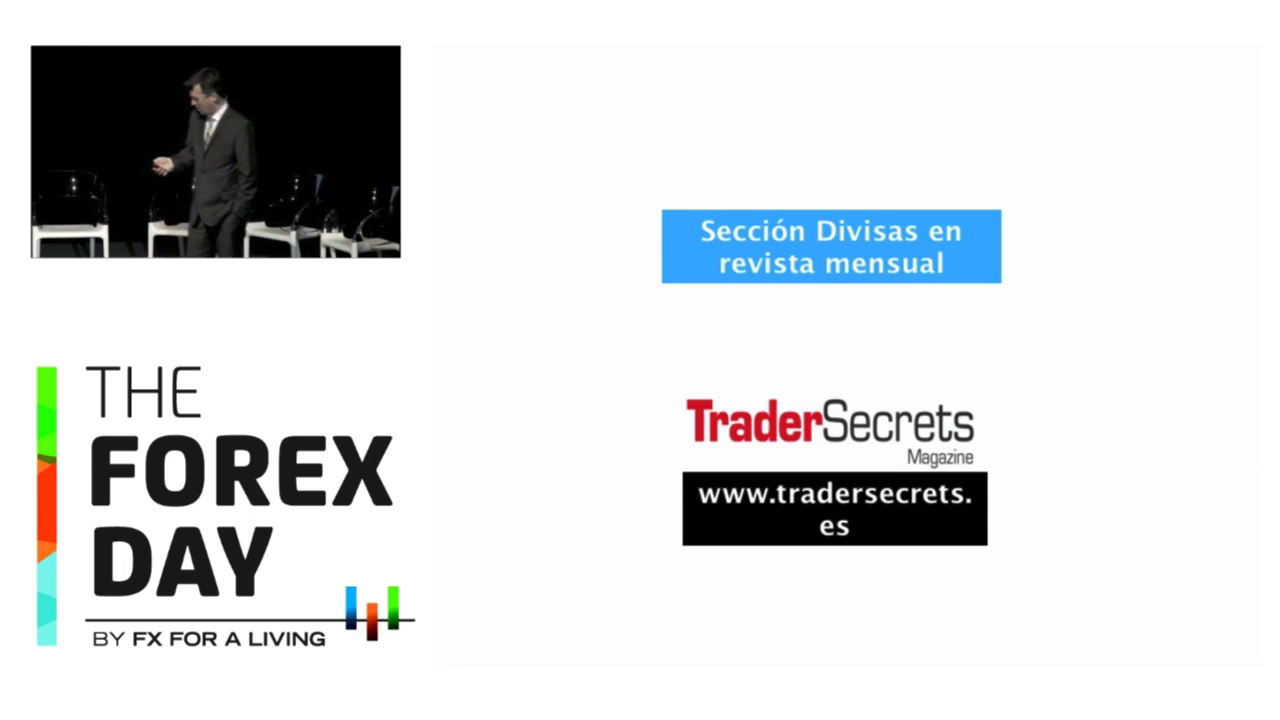 THE
FOREX
DAY
BY FX FOR A LIVING
Sección Divisas en
revista mensual
TraderSecrets
Magazine
www.tradersecrets.
es